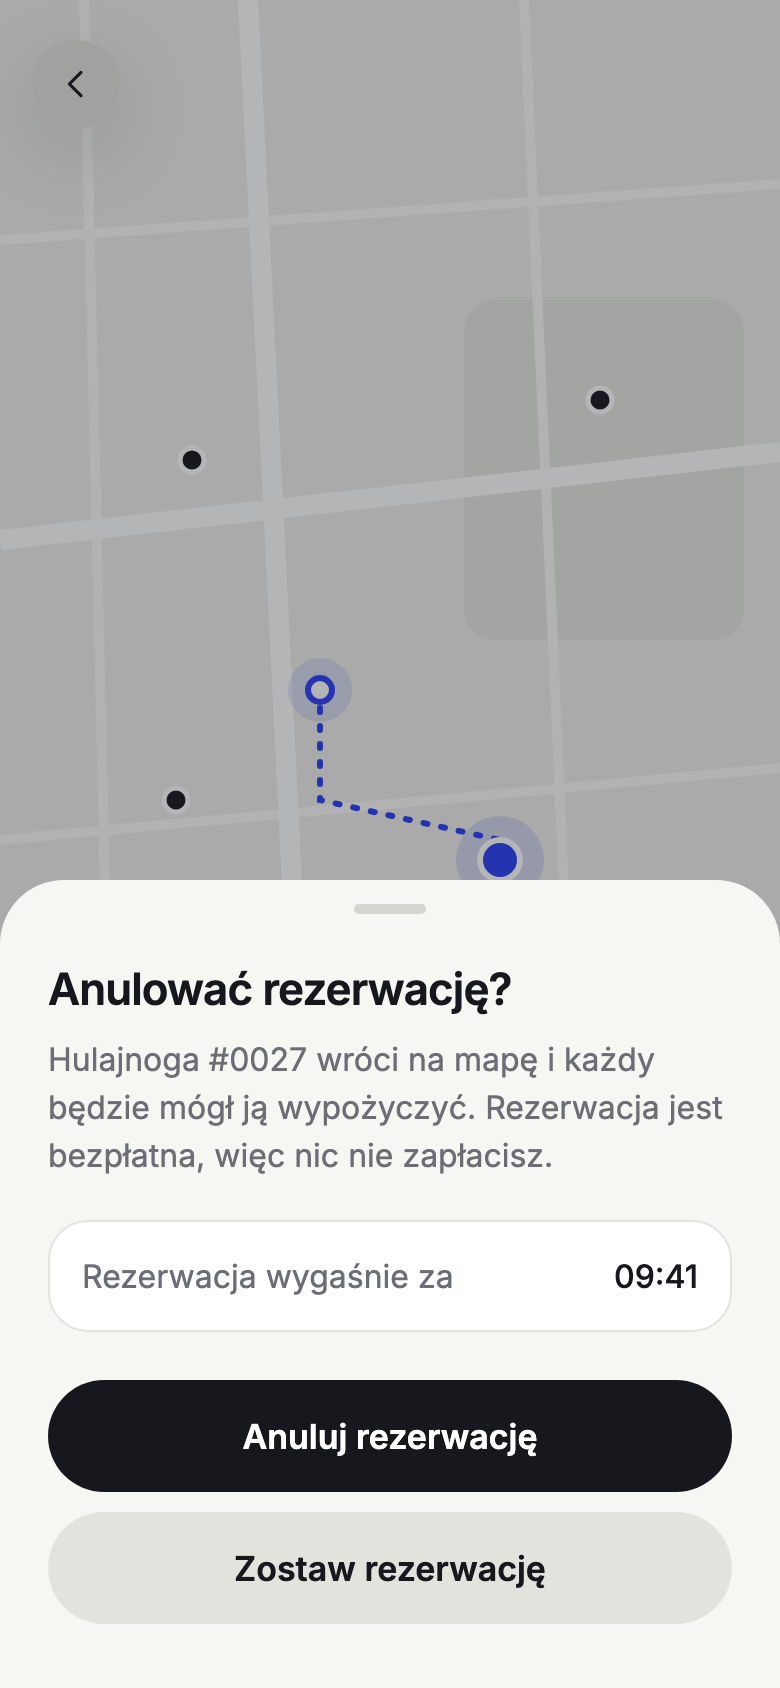 Anulować rezerwację?
Hulajnoga #0027 wróci na mapę i każdy
będzie mógł ją wypożyczyć. Rezerwacja jest
bezpłatna, więc nic nie zapłacisz.
Rezerwacja wygaśnie za 09:41
Anuluj rezerwację
Zostaw rezerwację